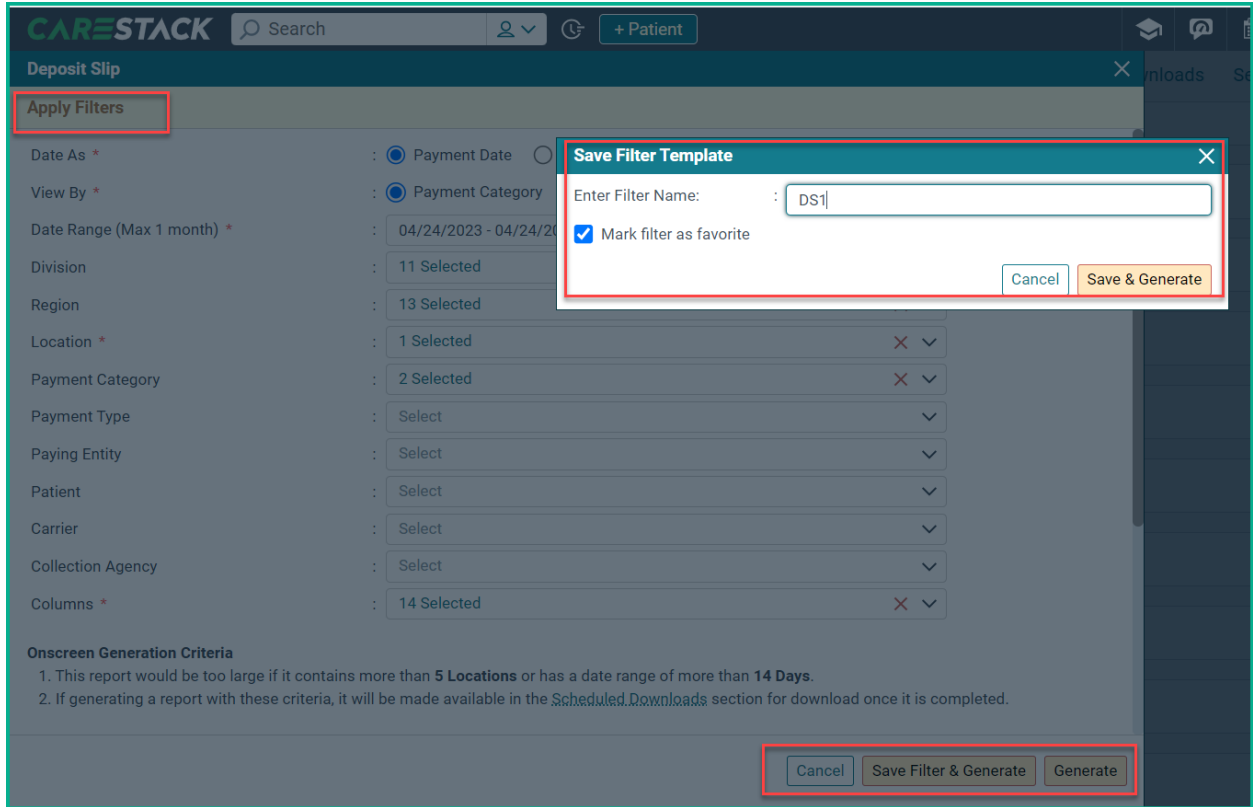 CARESTACK Search + Patient
Deposit Slip
Apply Filters
Date As * : Payment Date
View By * : Payment Category
Date Range (Max 1 month) * : 04/24/2023 - 04/24/20
Division : 11 Selected
Region : 13 Selected
Location * : 1 Selected
Payment Category : 2 Selected
Payment Type : Select
Paying Entity : Select
Patient : Select
Carrier : Select
Collection Agency : Select
Columns * : 14 Selected
Save Filter Template
Enter Filter Name: : DS1
Mark filter as favorite
Cancel Save & Generate
Onscreen Generation Criteria
1. This report would be too large if it contains more than 5 Locations or has a date range of more than 14 Days.
2. If generating a report with these criteria, it will be made available in the Scheduled Downloads section for download once it is completed.
Cancel Save Filter & Generate Generate